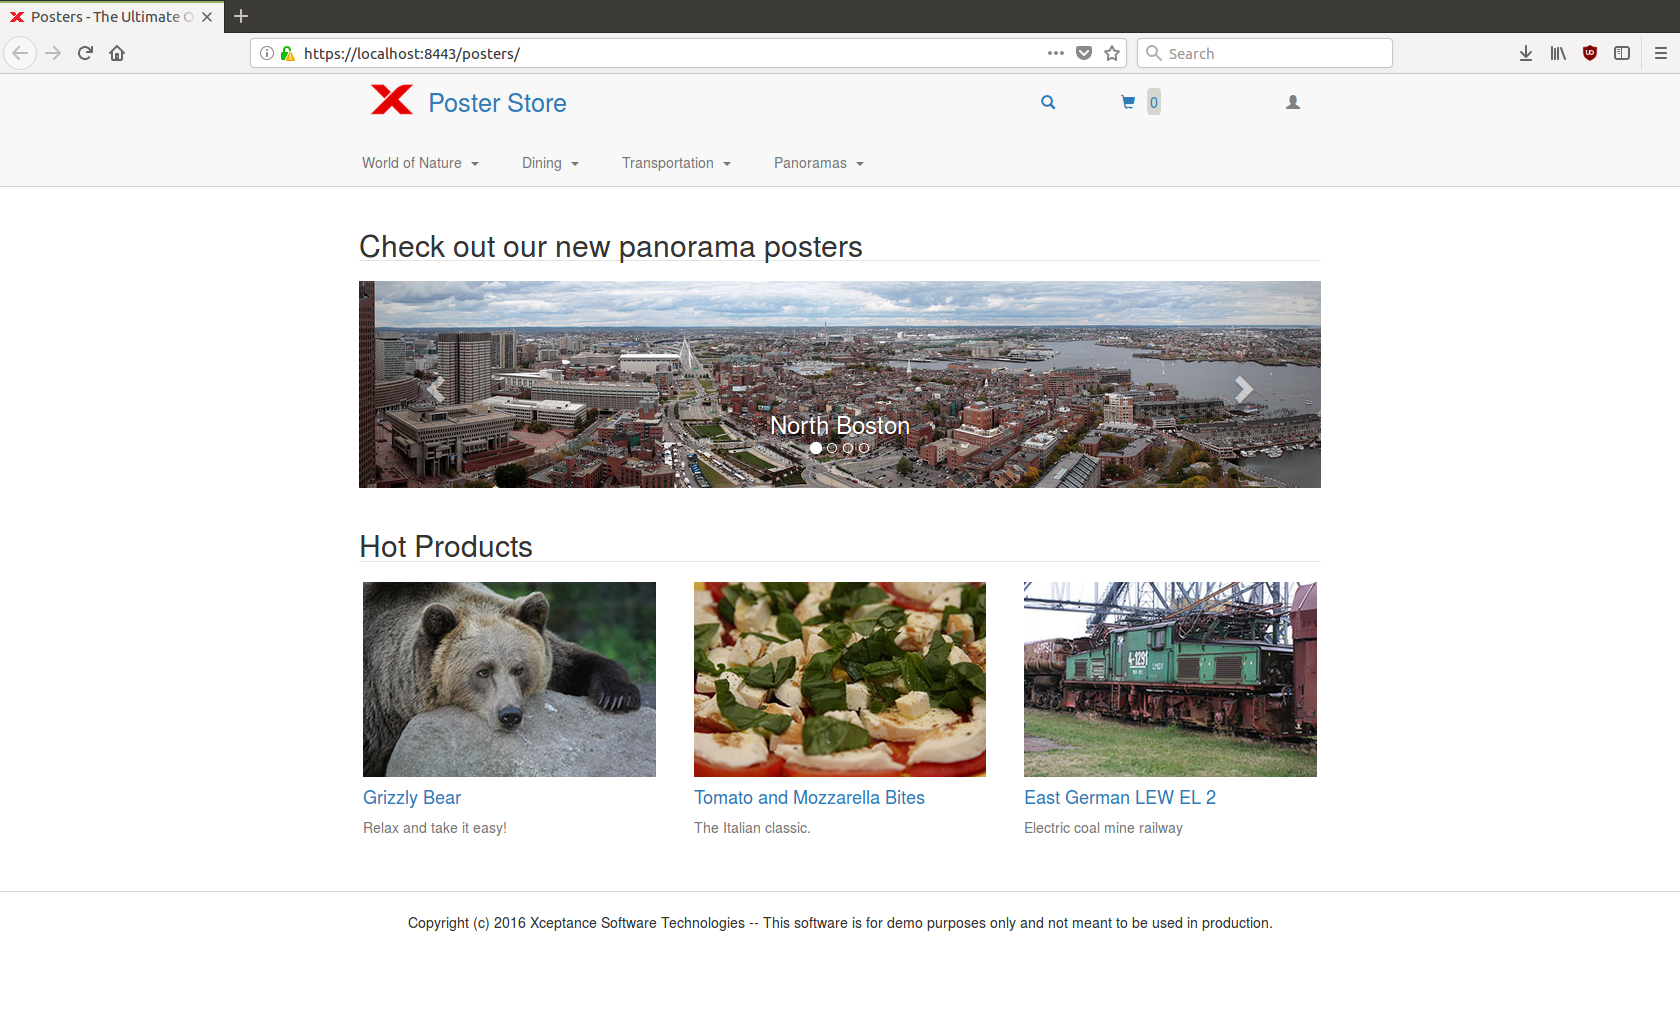 Posters - The Ultimate O
https://localhost:8443/posters/
Search
Poster Store
0
World of Nature
Dining
Transportation
Panoramas
Check out our new panorama posters
North Boston
Hot Products
4-1291
Grizzly Bear
Tomato and Mozzarella Bites
East German LEW EL 2
Relax and take it easy!
The Italian classic.
Electric coal mine railway
Copyright (c) 2016 Xceptance Software Technologies -- This software is for demo purposes only and not meant to be used in production.